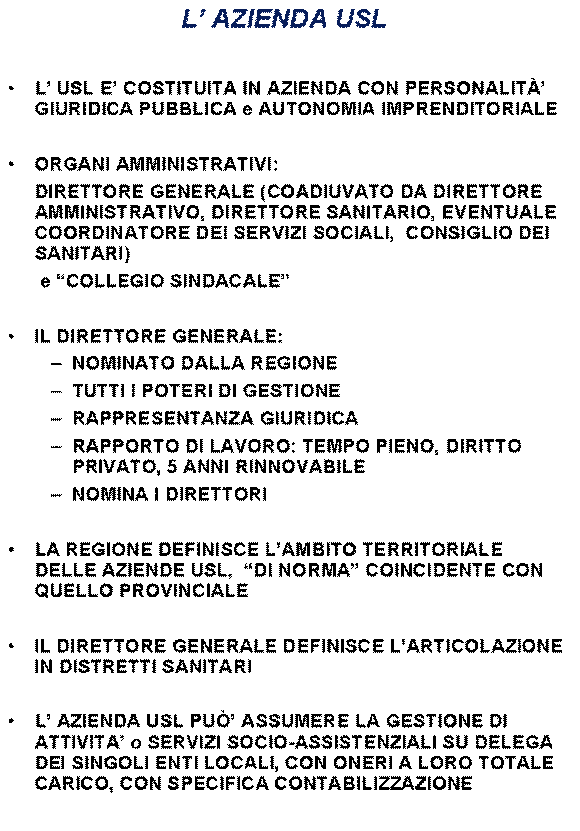 L' AZIENDA USL
• L' USL E' COSTITUITA IN AZIENDA CON PERSONALITÀ'
GIURIDICA PUBBLICA e AUTONOMIA IMPRENDITORIALE
• ORGANI AMMINISTRATIVI:
DIRETTORE GENERALE (COADIUVATO DA DIRETTORE
AMMINISTRATIVO, DIRETTORE SANITARIO, EVENTUALE
COORDINATORE DEI SERVIZI SOCIALI, CONSIGLIO DEI
SANITARI)
e "COLLEGIO SINDACALE"
• IL DIRETTORE GENERALE:
– NOMINATO DALLA REGIONE
– TUTTI I POTERI DI GESTIONE
– RAPPRESENTANZA GIURIDICA
– RAPPORTO DI LAVORO: TEMPO PIENO, DIRITTO
PRIVATO, 5 ANNI RINNOVABILE
– NOMINA I DIRETTORI
• LA REGIONE DEFINISCE L'AMBITO TERRITORIALE
DELLE AZIENDE USL, "DI NORMA" COINCIDENTE CON
QUELLO PROVINCIALE
• IL DIRETTORE GENERALE DEFINISCE L'ARTICOLAZIONE
IN DISTRETTI SANITARI
• L' AZIENDA USL PUÒ' ASSUMERE LA GESTIONE DI
ATTIVITA' o SERVIZI SOCIO-ASSISTENZIALI SU DELEGA
DEI SINGOLI ENTI LOCALI, CON ONERI A LORO TOTALE
CARICO, CON SPECIFICA CONTABILIZZAZIONE